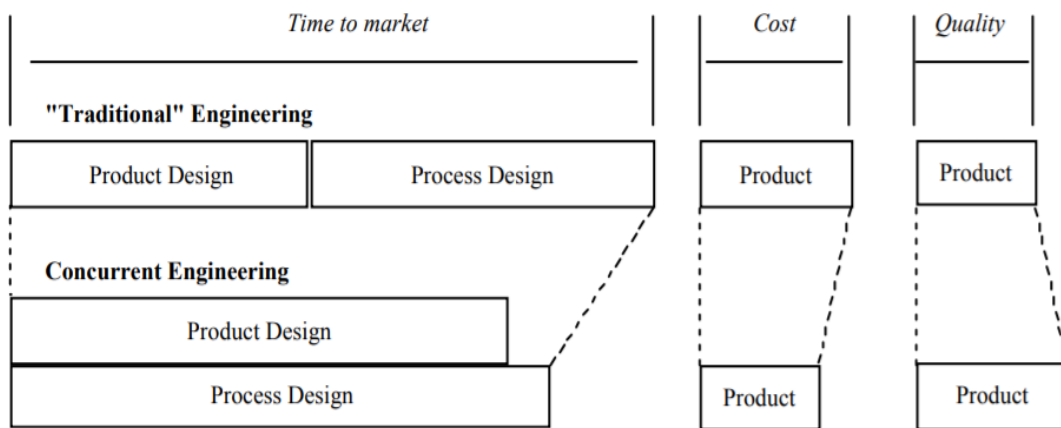 Time to market
Cost
Quality
"Traditional" Engineering
Product Design
Process Design
Product
Product
Concurrent Engineering
Product Design
Process Design
Product
Product